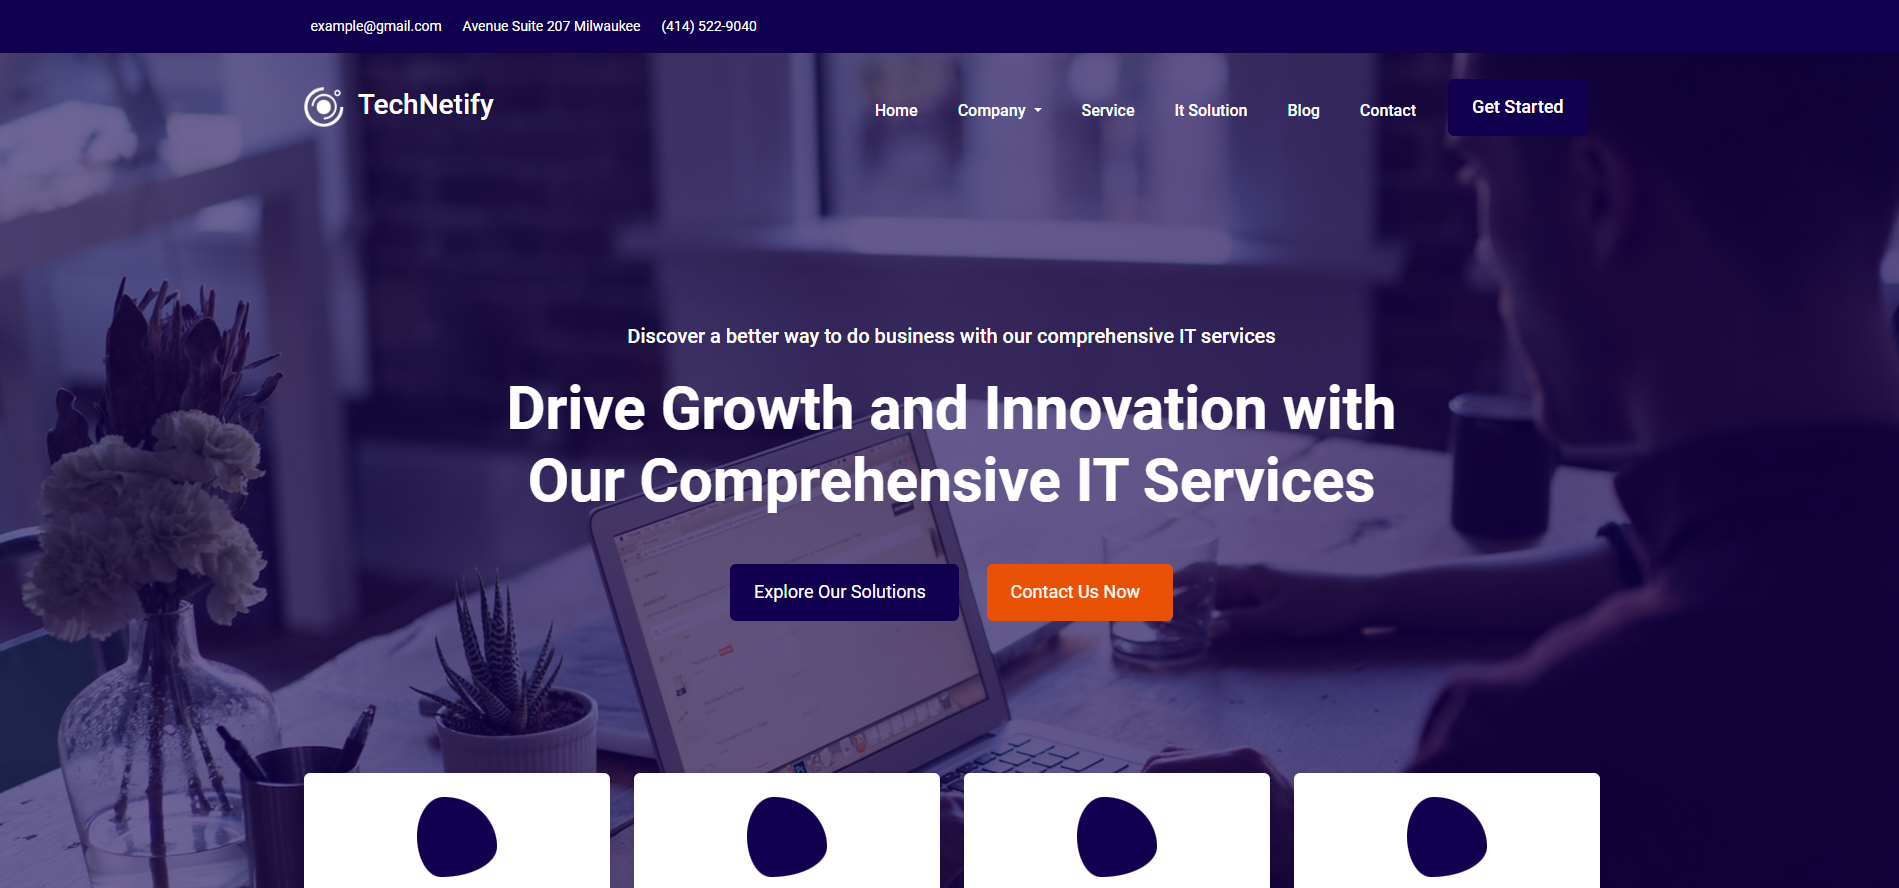 example@gmail.com Avenue Suite 207 Milwaukee (414) 522-9040
TechNetify
Home Company Service It Solution Blog Contact Get Started
Discover a better way to do business with our comprehensive IT services
Drive Growth and Innovation with
Our Comprehensive IT Services
Explore Our Solutions Contact Us Now